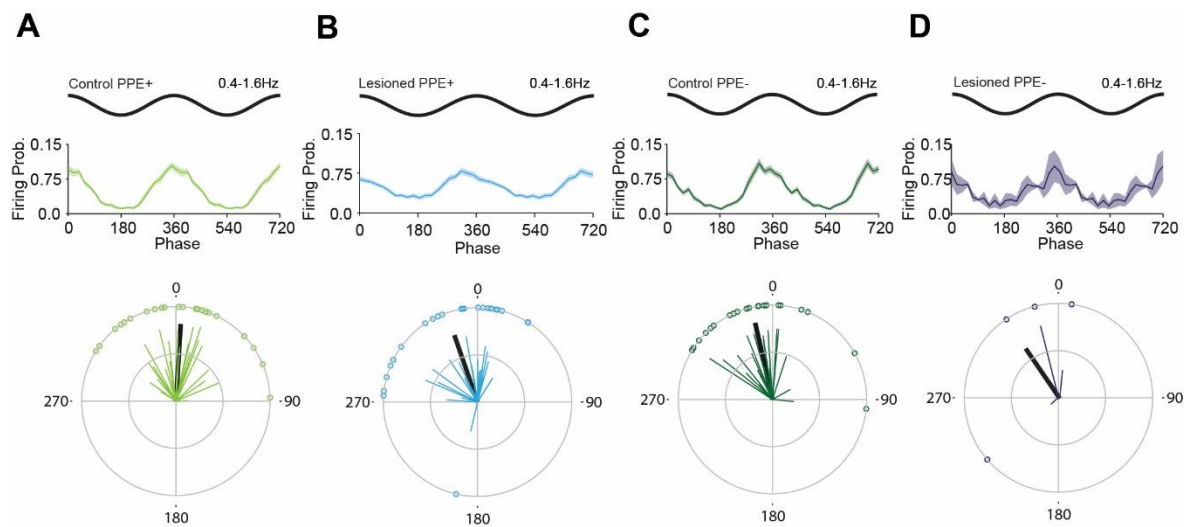 A
B
C
D
Control PPE+ 0.4-1.6Hz
Lesioned PPE+ 0.4-1.6Hz
Control PPE- 0.4-1.6Hz
Lesioned PPE- 0.4-1.6Hz
Firing Prob.
0.15
0.75
0.0
0 180 360 540 720
Phase
Firing Prob.
0.15
0.75
0.0
0 180 360 540 720
Phase
Firing Prob.
0.15
0.75
0.0
0 180 360 540 720
Phase
Firing Prob.
0.15
0.75
0.0
0 180 360 540 720
Phase
0
270
90
180
0
270
90
180
0
270
90
180
0
270
90
180